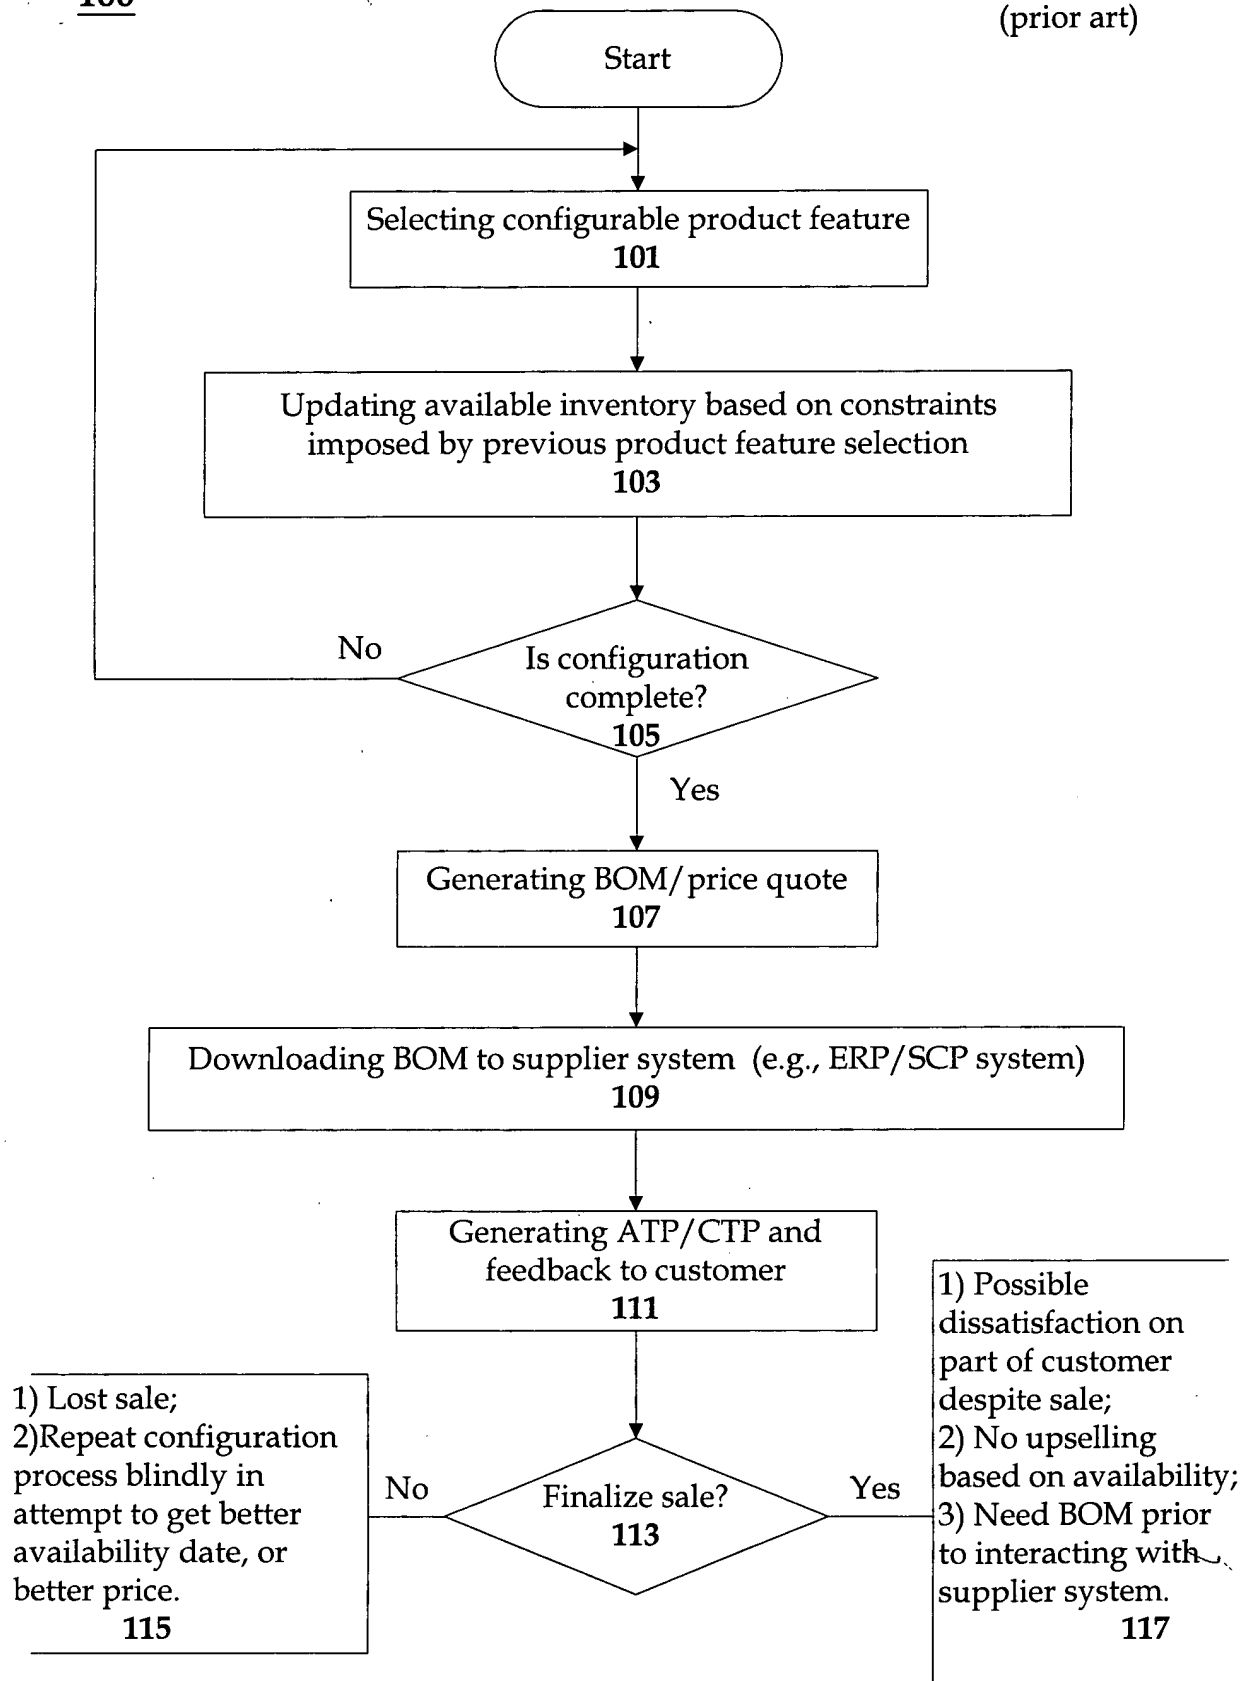 (prior art)
Start
Selecting configurable product feature
101
Updating available inventory based on constraints
imposed by previous product feature selection
103
No
Is configuration
complete?
105
Yes
Generating BOM/price quote
107
Downloading BOM to supplier system (e.g., ERP/SCP system)
109
Generating ATP/CTP and
feedback to customer
111
1) Lost sale;
2)Repeat configuration
process blindly in
attempt to get better
availability date, or
better price.
115
No
Finalize sale?
113
Yes
1) Possible
dissatisfaction on
part of customer
despite sale;
2) No upselling
based on availability;
3) Need BOM prior
to interacting with
supplier system.
117